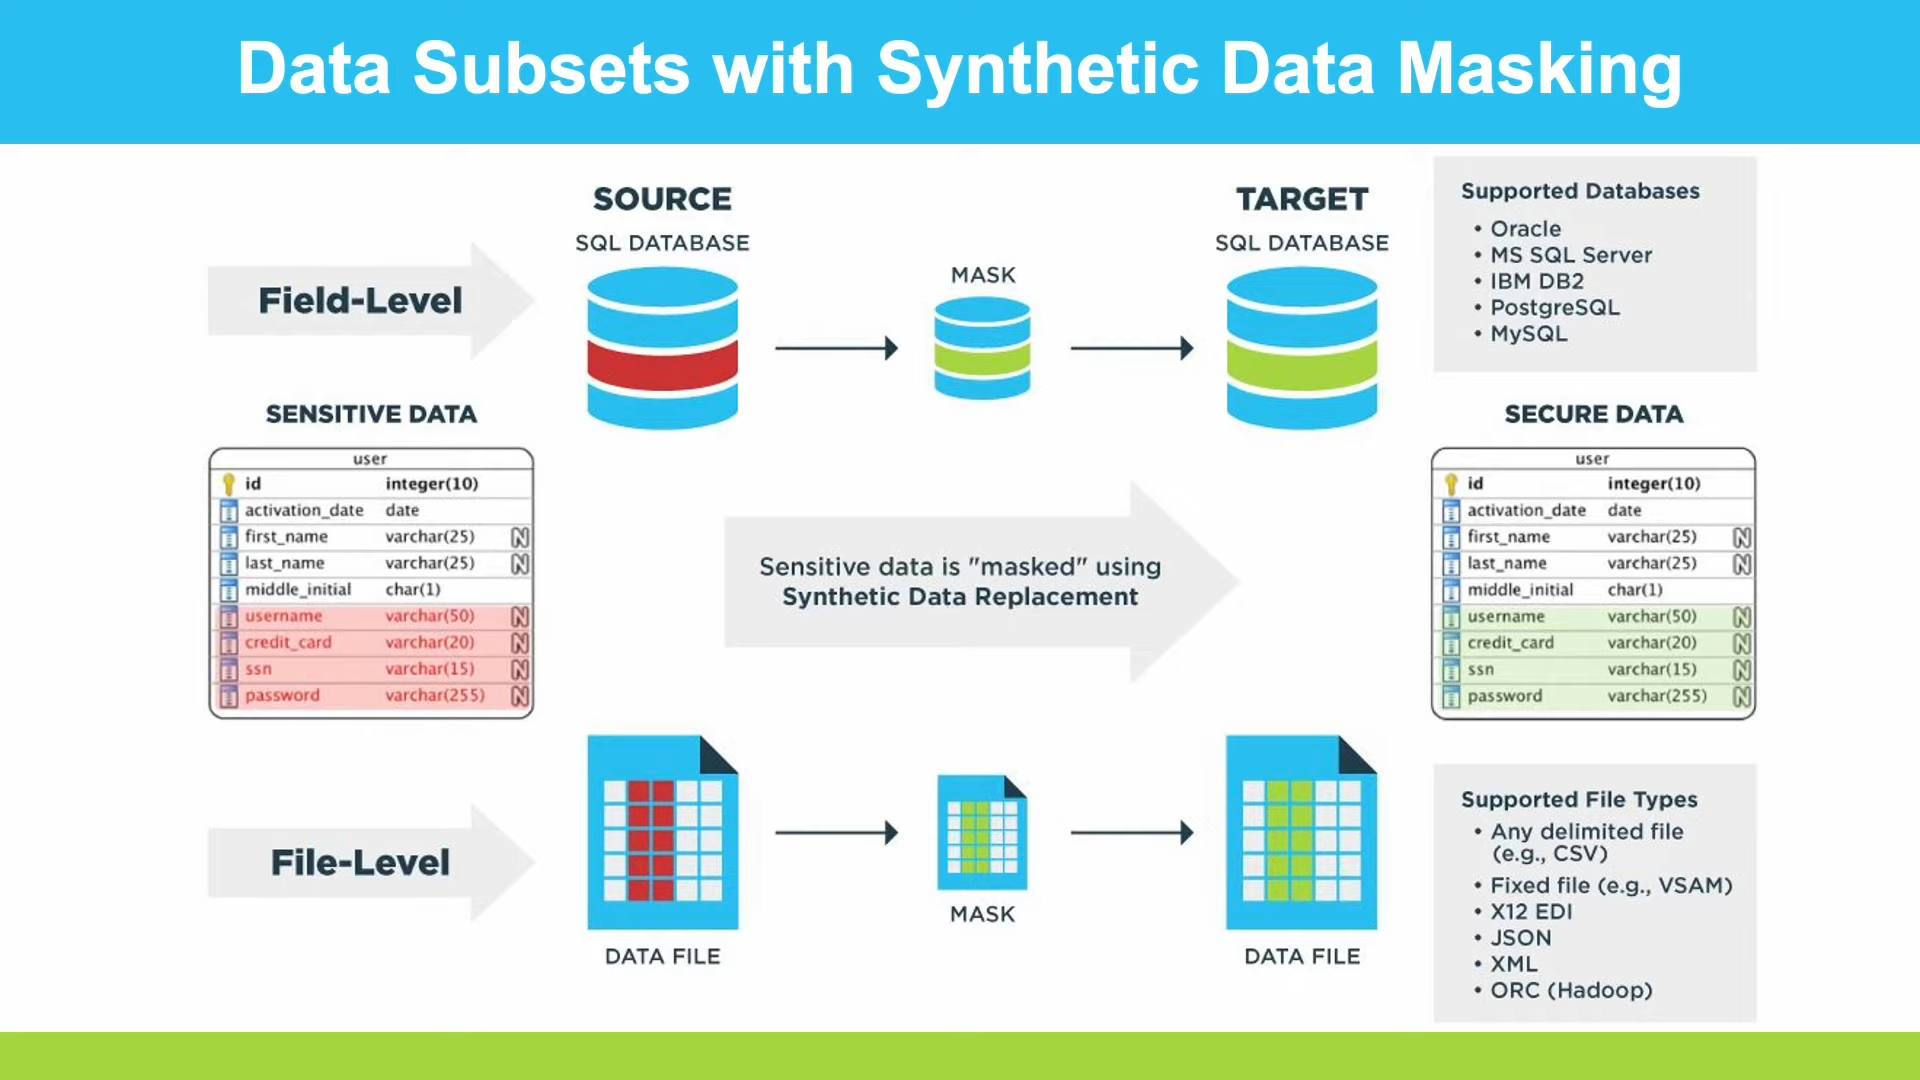 Data Subsets with Synthetic Data Masking
SOURCE
SQL DATABASE
TARGET
SQL DATABASE
MASK
Field-Level
Supported Databases
• Oracle
• MS SQL Server
• IBM DB2
• PostgreSQL
• MySQL
SENSITIVE DATA
user
id integer(10)
activation_date date
first_name varchar(25) N
last_name varchar(25) N
middle_initial char(1)
username varchar(50) N
credit_card varchar(20) N
ssn varchar(15) N
password varchar(255) N
Sensitive data is "masked" using
Synthetic Data Replacement
SECURE DATA
user
id integer(10)
activation_date date
first_name varchar(25) N
last_name varchar(25) N
middle_initial char(1)
username varchar(50) N
credit_card varchar(20) N
ssn varchar(15) N
password varchar(255) N
File-Level
DATA FILE
MASK
DATA FILE
Supported File Types
• Any delimited file
(e.g., CSV)
• Fixed file (e.g., VSAM)
• X12 EDI
• JSON
• XML
• ORC (Hadoop)